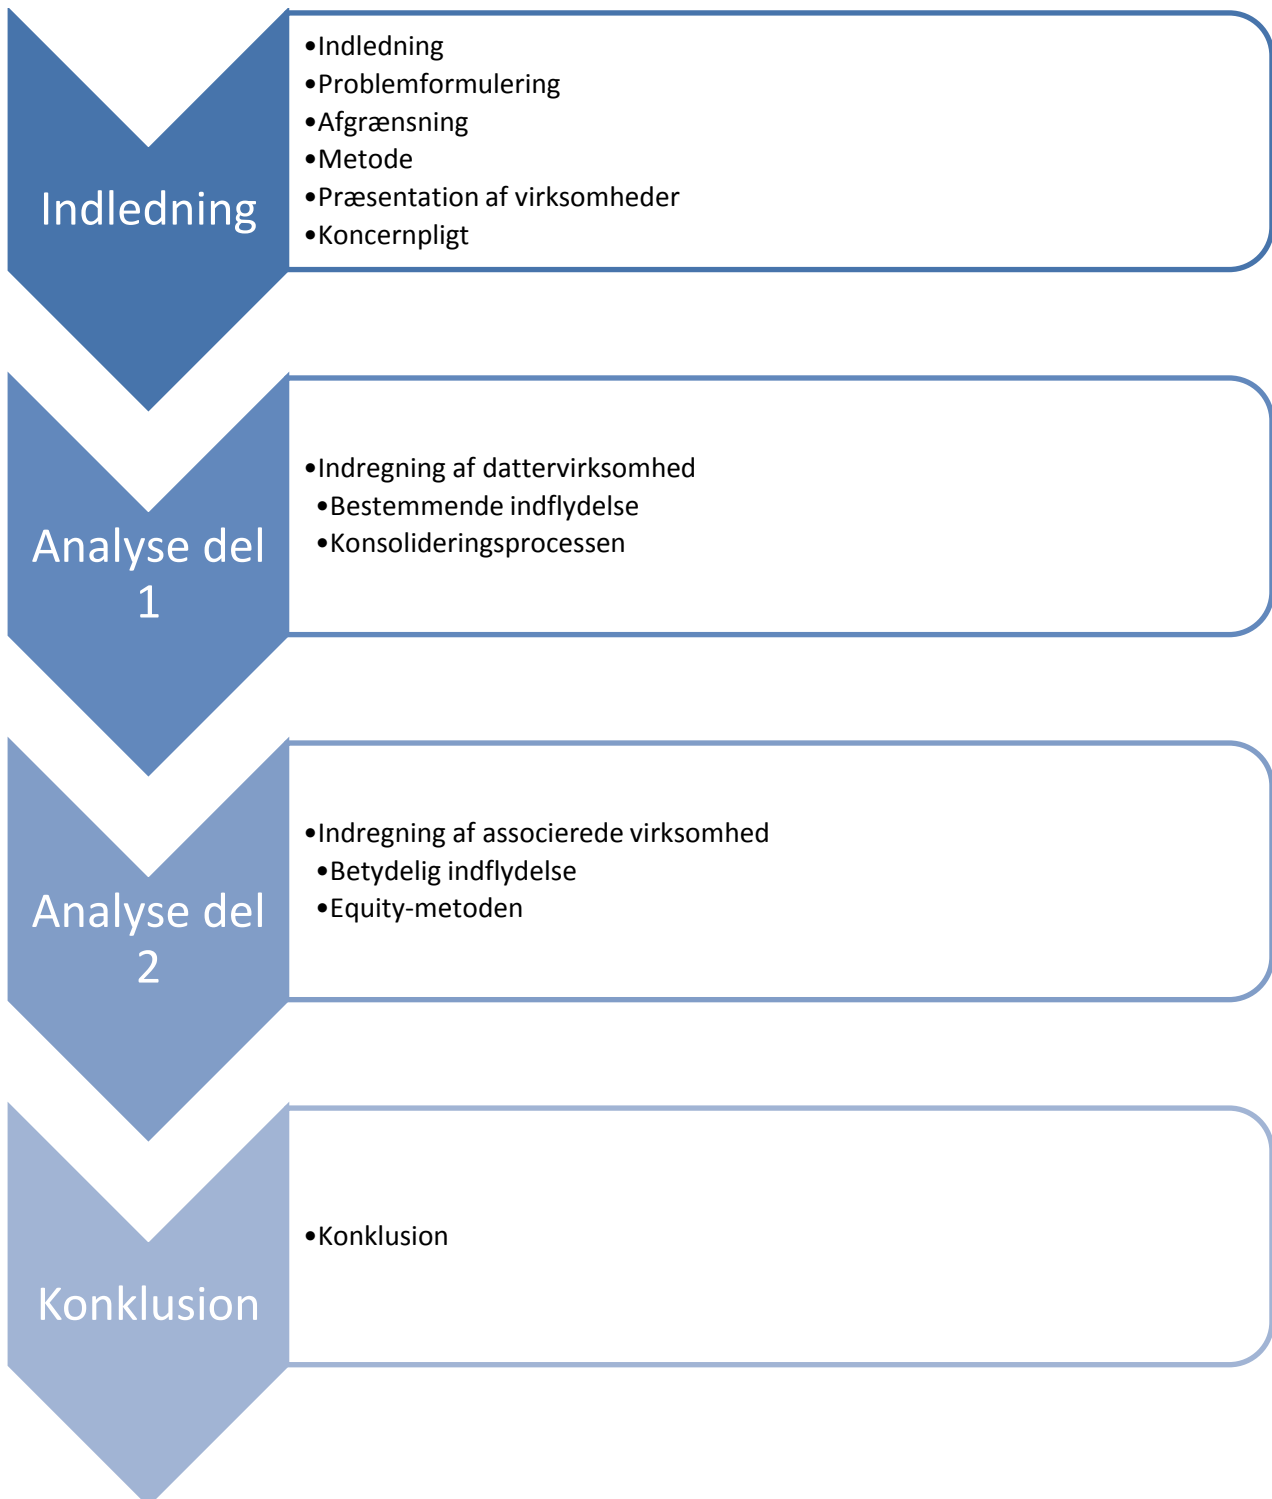 Indledning
•Indledning
•Problemformulering
•Afgrænsning
•Metode
•Præsentation af virksomheder
•Koncernpligt
Analyse del
1
•Indregning af dattervirksomhed
•Bestemmende indflydelse
•Konsolideringsprocessen
Analyse del
2
•Indregning af associerede virksomhed
•Betydelig indflydelse
•Equity-metoden
Konklusion
•Konklusion